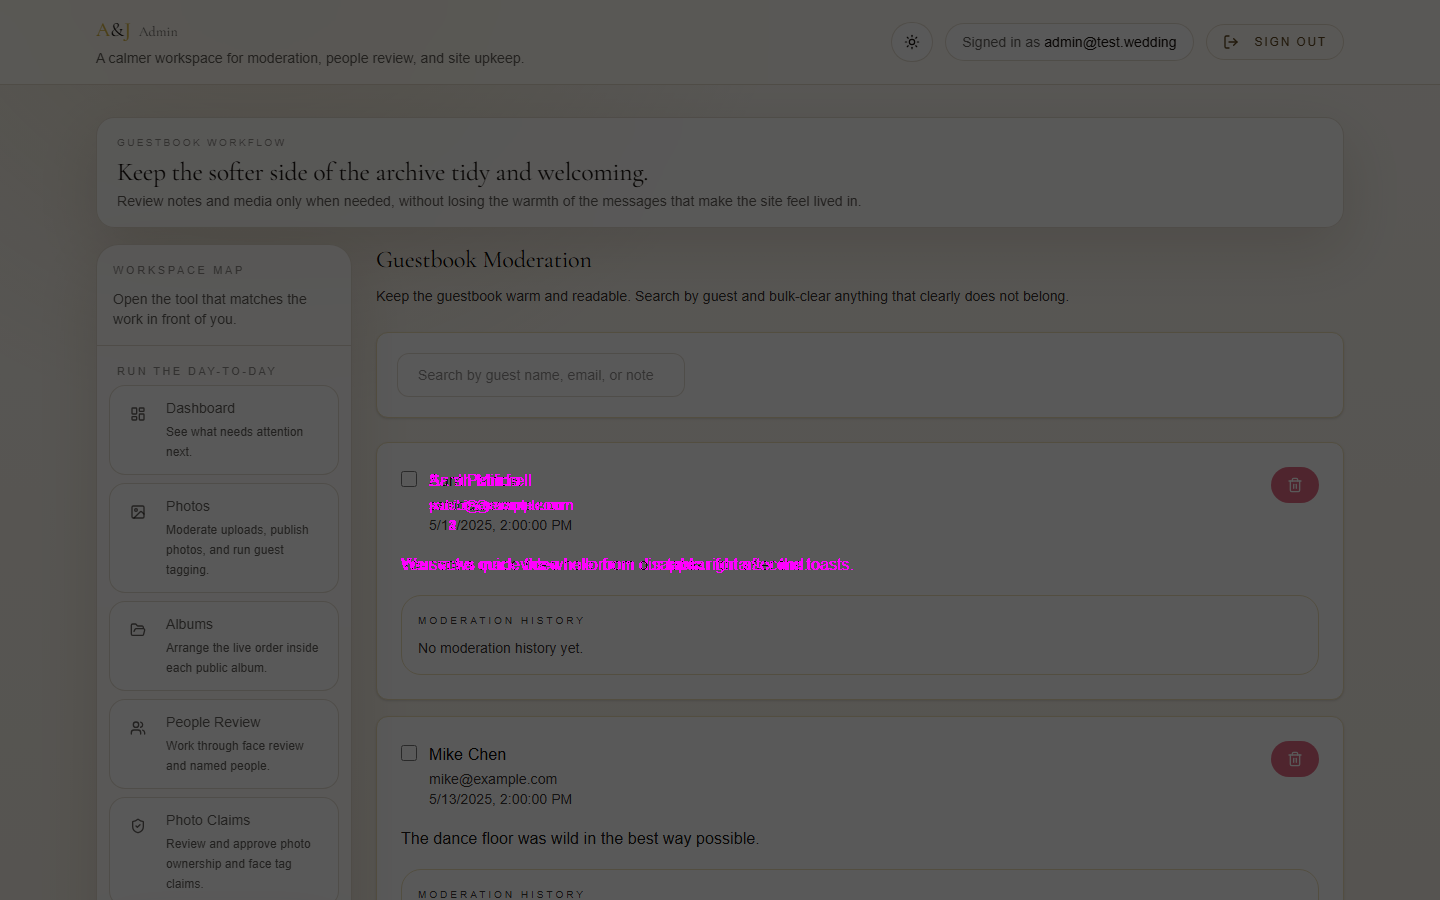 A&J Admin
A calmer workspace for moderation, people review, and site upkeep.
Signed in as admin@test.wedding
SIGN OUT
GUESTBOOK WORKFLOW
Keep the softer side of the archive tidy and welcoming.
Review notes and media only when needed, without losing the warmth of the messages that make the site feel lived in.
WORKSPACE MAP
Open the tool that matches the
work in front of you.
RUN THE DAY-TO-DAY
Dashboard
See what needs attention
next.
Photos
Moderate uploads, publish
photos, and run guest
tagging.
Albums
Arrange the live order inside
each public album.
People Review
Work through face review
and named people.
Photo Claims
Review and approve photo
ownership and face tag
claims.
Guestbook Moderation
Keep the guestbook warm and readable. Search by guest and bulk-clear anything that clearly does not belong.
Search by guest name, email, or note
/2025, 2:00:00 PM
toasts
MODERATION HISTORY
No moderation history yet.
Mike Chen
mike@example.com
5/13/2025, 2:00:00 PM
The dance floor was wild in the best way possible.
MODERATION HISTORY